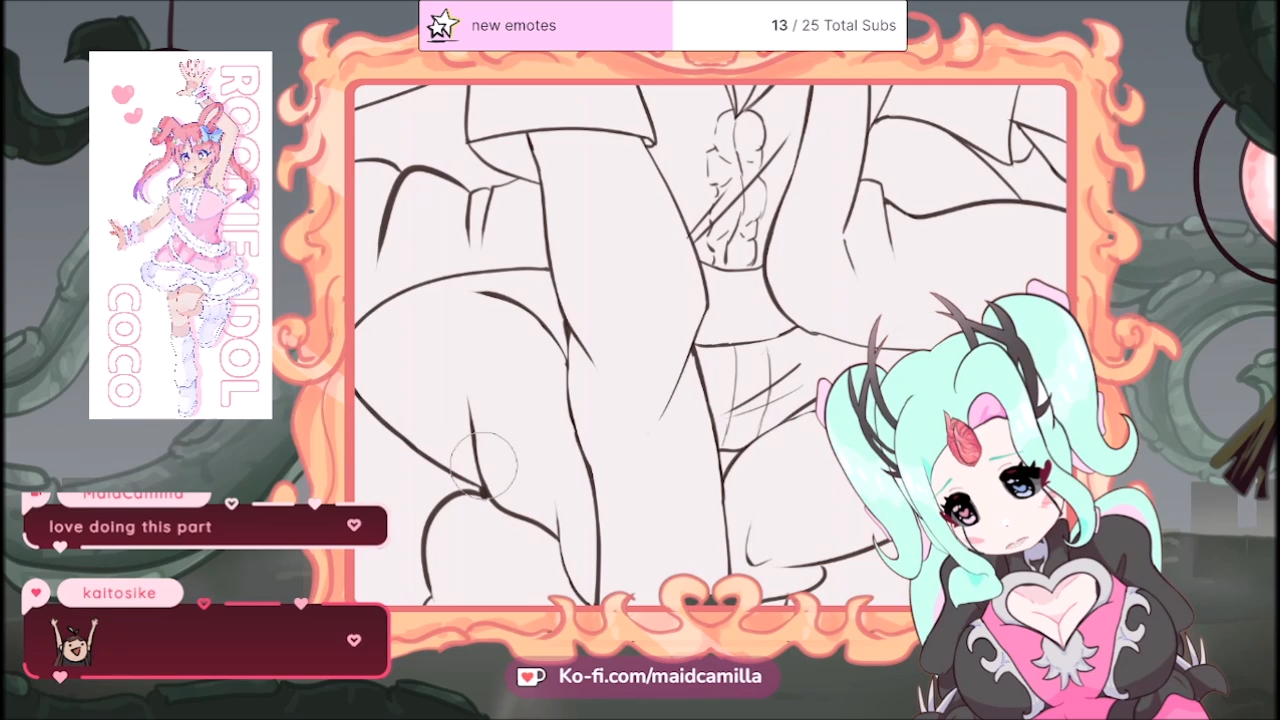 new emotes
13 / 25 Total Subs
ROOKIE IDOL
COCO
MaidCamilla
love doing this part
kaitosike
Ko-fi.com/maidcamilla